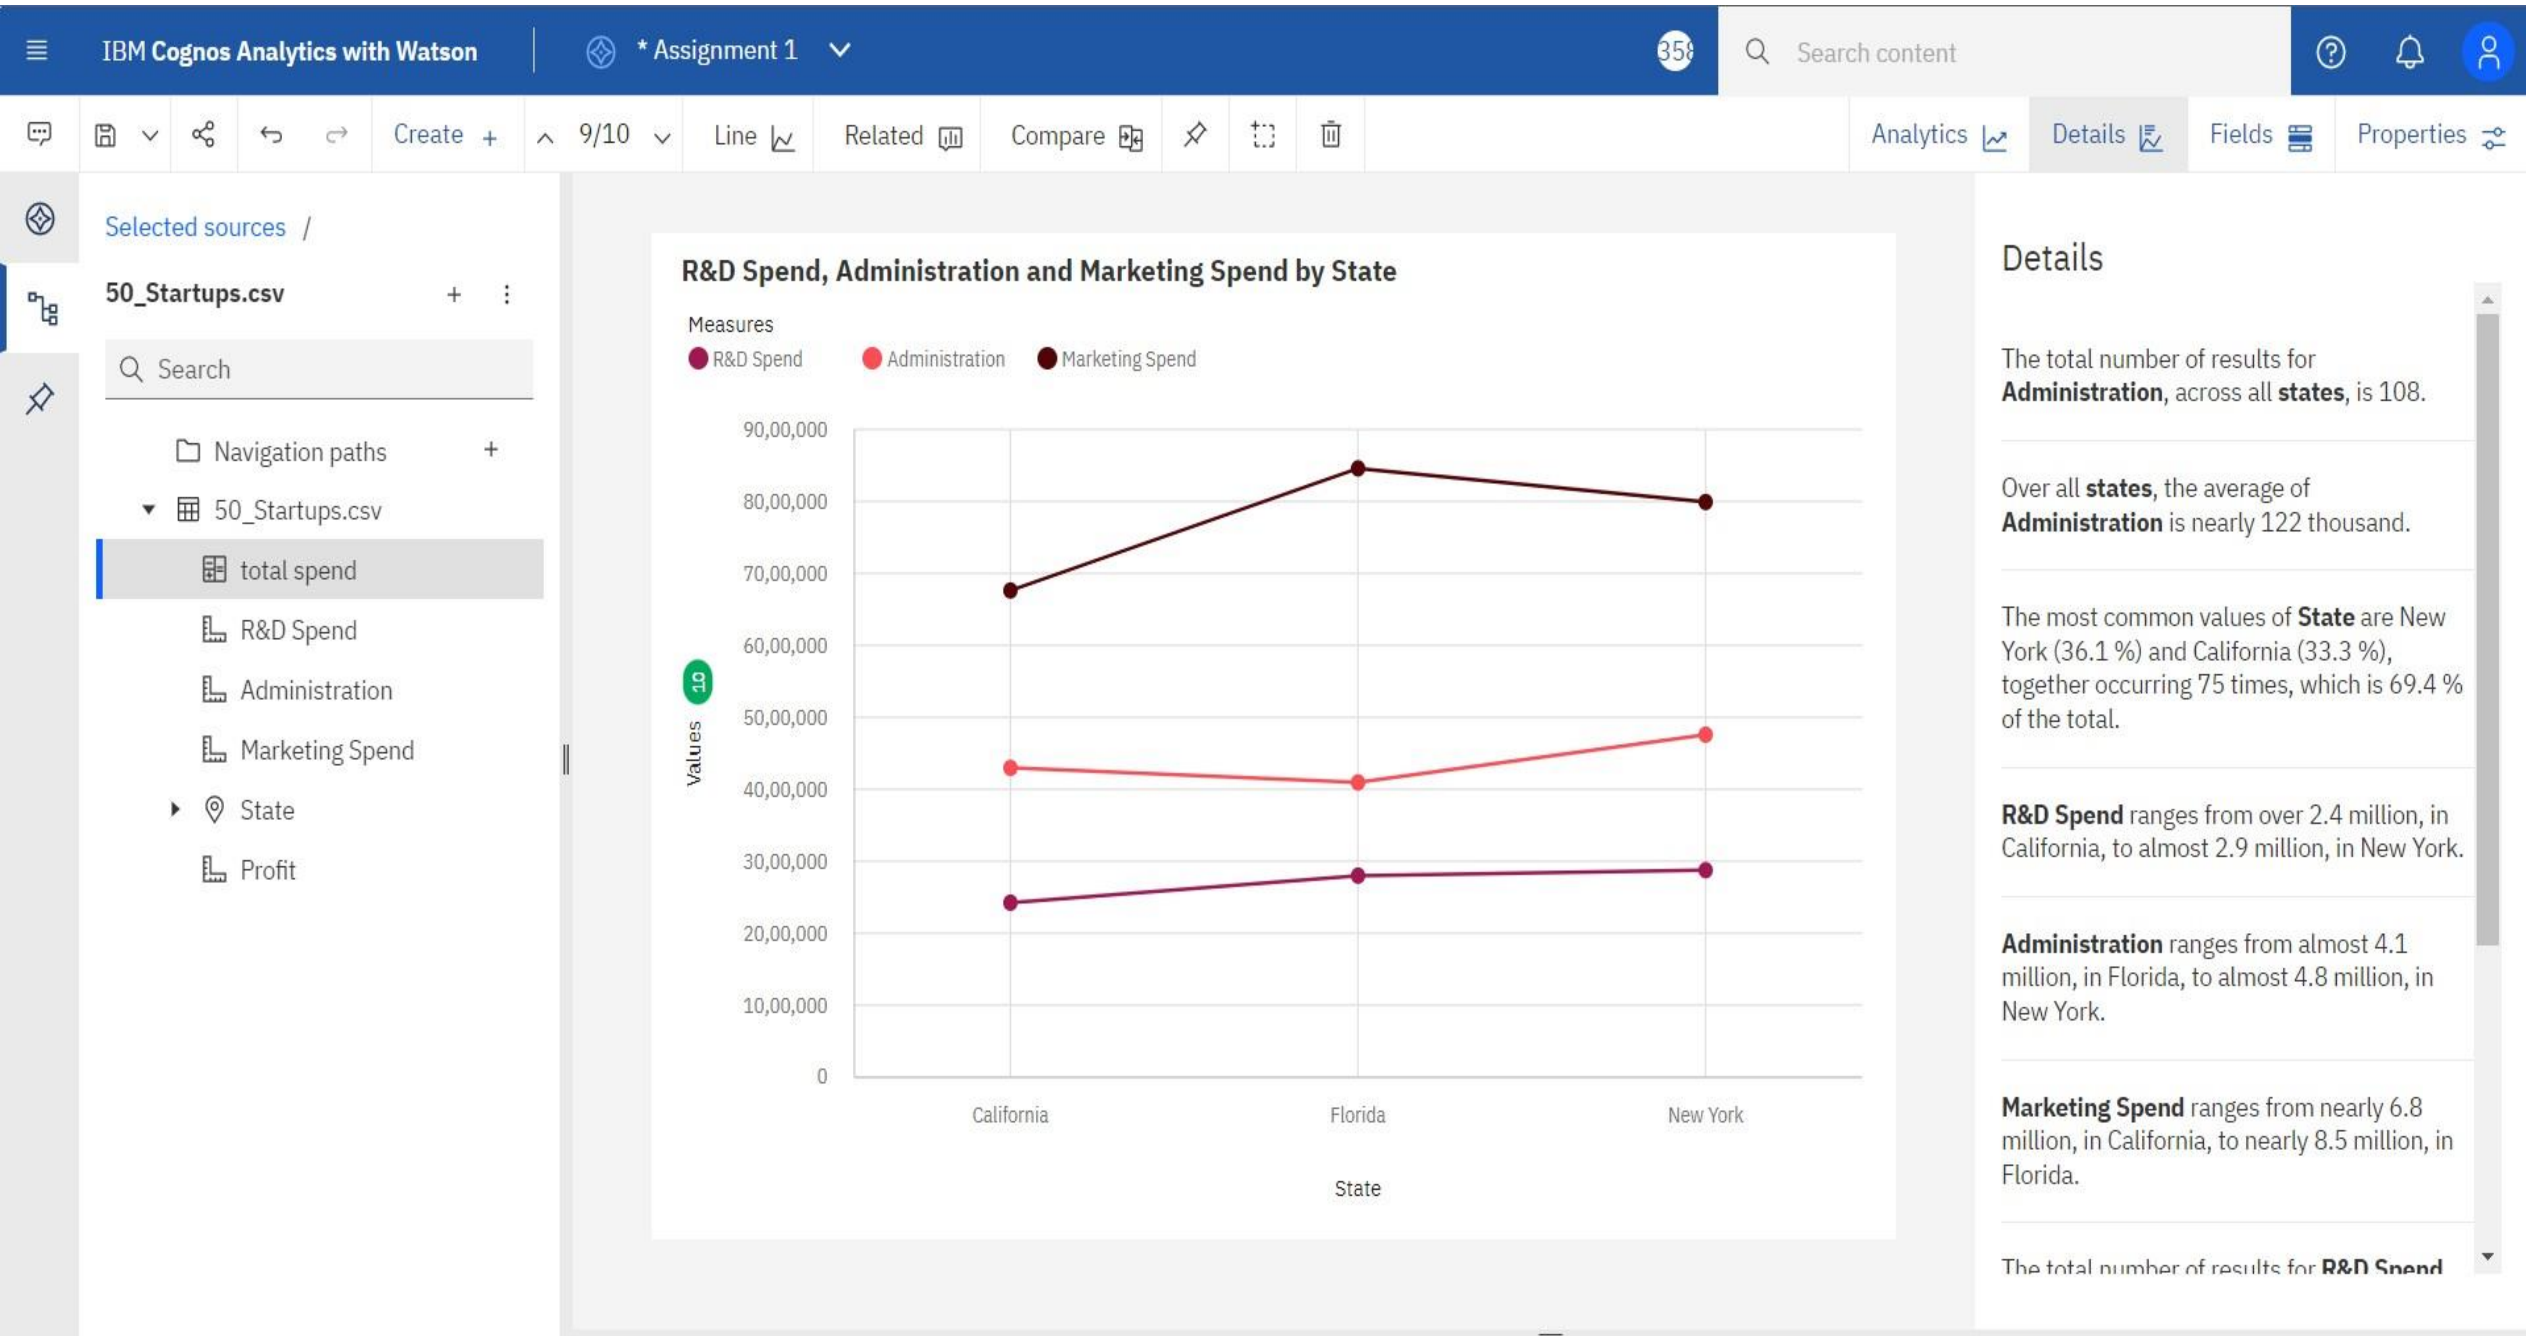 IBM Cognos Analytics with Watson
* Assignment 1
358
Search content
Create +
9/10
Line
Related
Compare
Analytics
Details
Fields
Properties
Selected sources /
50_Startups.csv
Search
Navigation paths
50_Startups.csv
total spend
R&D Spend
Administration
Marketing Spend
State
Profit
R&D Spend, Administration and Marketing Spend by State
Measures
R&D Spend
Administration
Marketing Spend
90,00,000
80,00,000
70,00,000
60,00,000
50,00,000
40,00,000
30,00,000
20,00,000
10,00,000
0
Values
10
California
Florida
New York
State
Details
The total number of results for
Administration, across all states, is 108.
Over all states, the average of
Administration is nearly 122 thousand.
The most common values of State are New
York (36.1 %) and California (33.3 %),
together occurring 75 times, which is 69.4 %
of the total.
R&D Spend ranges from over 2.4 million, in
California, to almost 2.9 million, in New York.
Administration ranges from almost 4.1
million, in Florida, to almost 4.8 million, in
New York.
Marketing Spend ranges from nearly 6.8
million, in California, to nearly 8.5 million, in
Florida.
The total number of results for R&D Spend